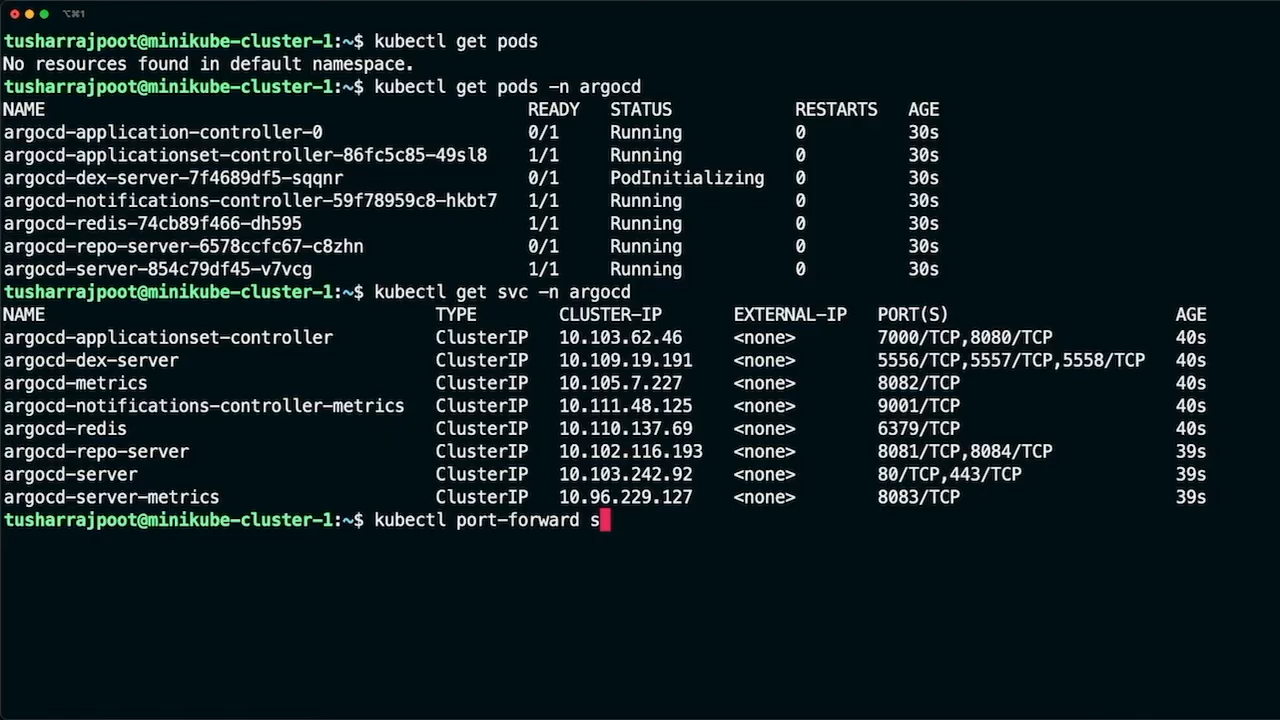 ⌥⌘1
tusharrajpoot@minikube-cluster-1:~$ kubectl get pods
No resources found in default namespace.
tusharrajpoot@minikube-cluster-1:~$ kubectl get pods -n argocd
NAME READY STATUS RESTARTS AGE
argocd-application-controller-0 0/1 Running 0 30s
argocd-applicationset-controller-86fc5c85-49sl8 1/1 Running 0 30s
argocd-dex-server-7f4689df5-sqqnr 0/1 PodInitializing 0 30s
argocd-notifications-controller-59f78959c8-hkbt7 1/1 Running 0 30s
argocd-redis-74cb89f466-dh595 1/1 Running 0 30s
argocd-repo-server-6578ccfc67-c8zhn 0/1 Running 0 30s
argocd-server-854c79df45-v7vcg 1/1 Running 0 30s
tusharrajpoot@minikube-cluster-1:~$ kubectl get svc -n argocd
NAME TYPE CLUSTER-IP EXTERNAL-IP PORT(S) AGE
argocd-applicationset-controller ClusterIP 10.103.62.46 <none> 7000/TCP,8080/TCP 40s
argocd-dex-server ClusterIP 10.109.19.191 <none> 5556/TCP,5557/TCP,5558/TCP 40s
argocd-metrics ClusterIP 10.105.7.227 <none> 8082/TCP 40s
argocd-notifications-controller-metrics ClusterIP 10.111.48.125 <none> 9001/TCP 40s
argocd-redis ClusterIP 10.110.137.69 <none> 6379/TCP 40s
argocd-repo-server ClusterIP 10.102.116.193 <none> 8081/TCP,8084/TCP 39s
argocd-server ClusterIP 10.103.242.92 <none> 80/TCP,443/TCP 39s
argocd-server-metrics ClusterIP 10.96.229.127 <none> 8083/TCP 39s
tusharrajpoot@minikube-cluster-1:~$ kubectl port-forward s